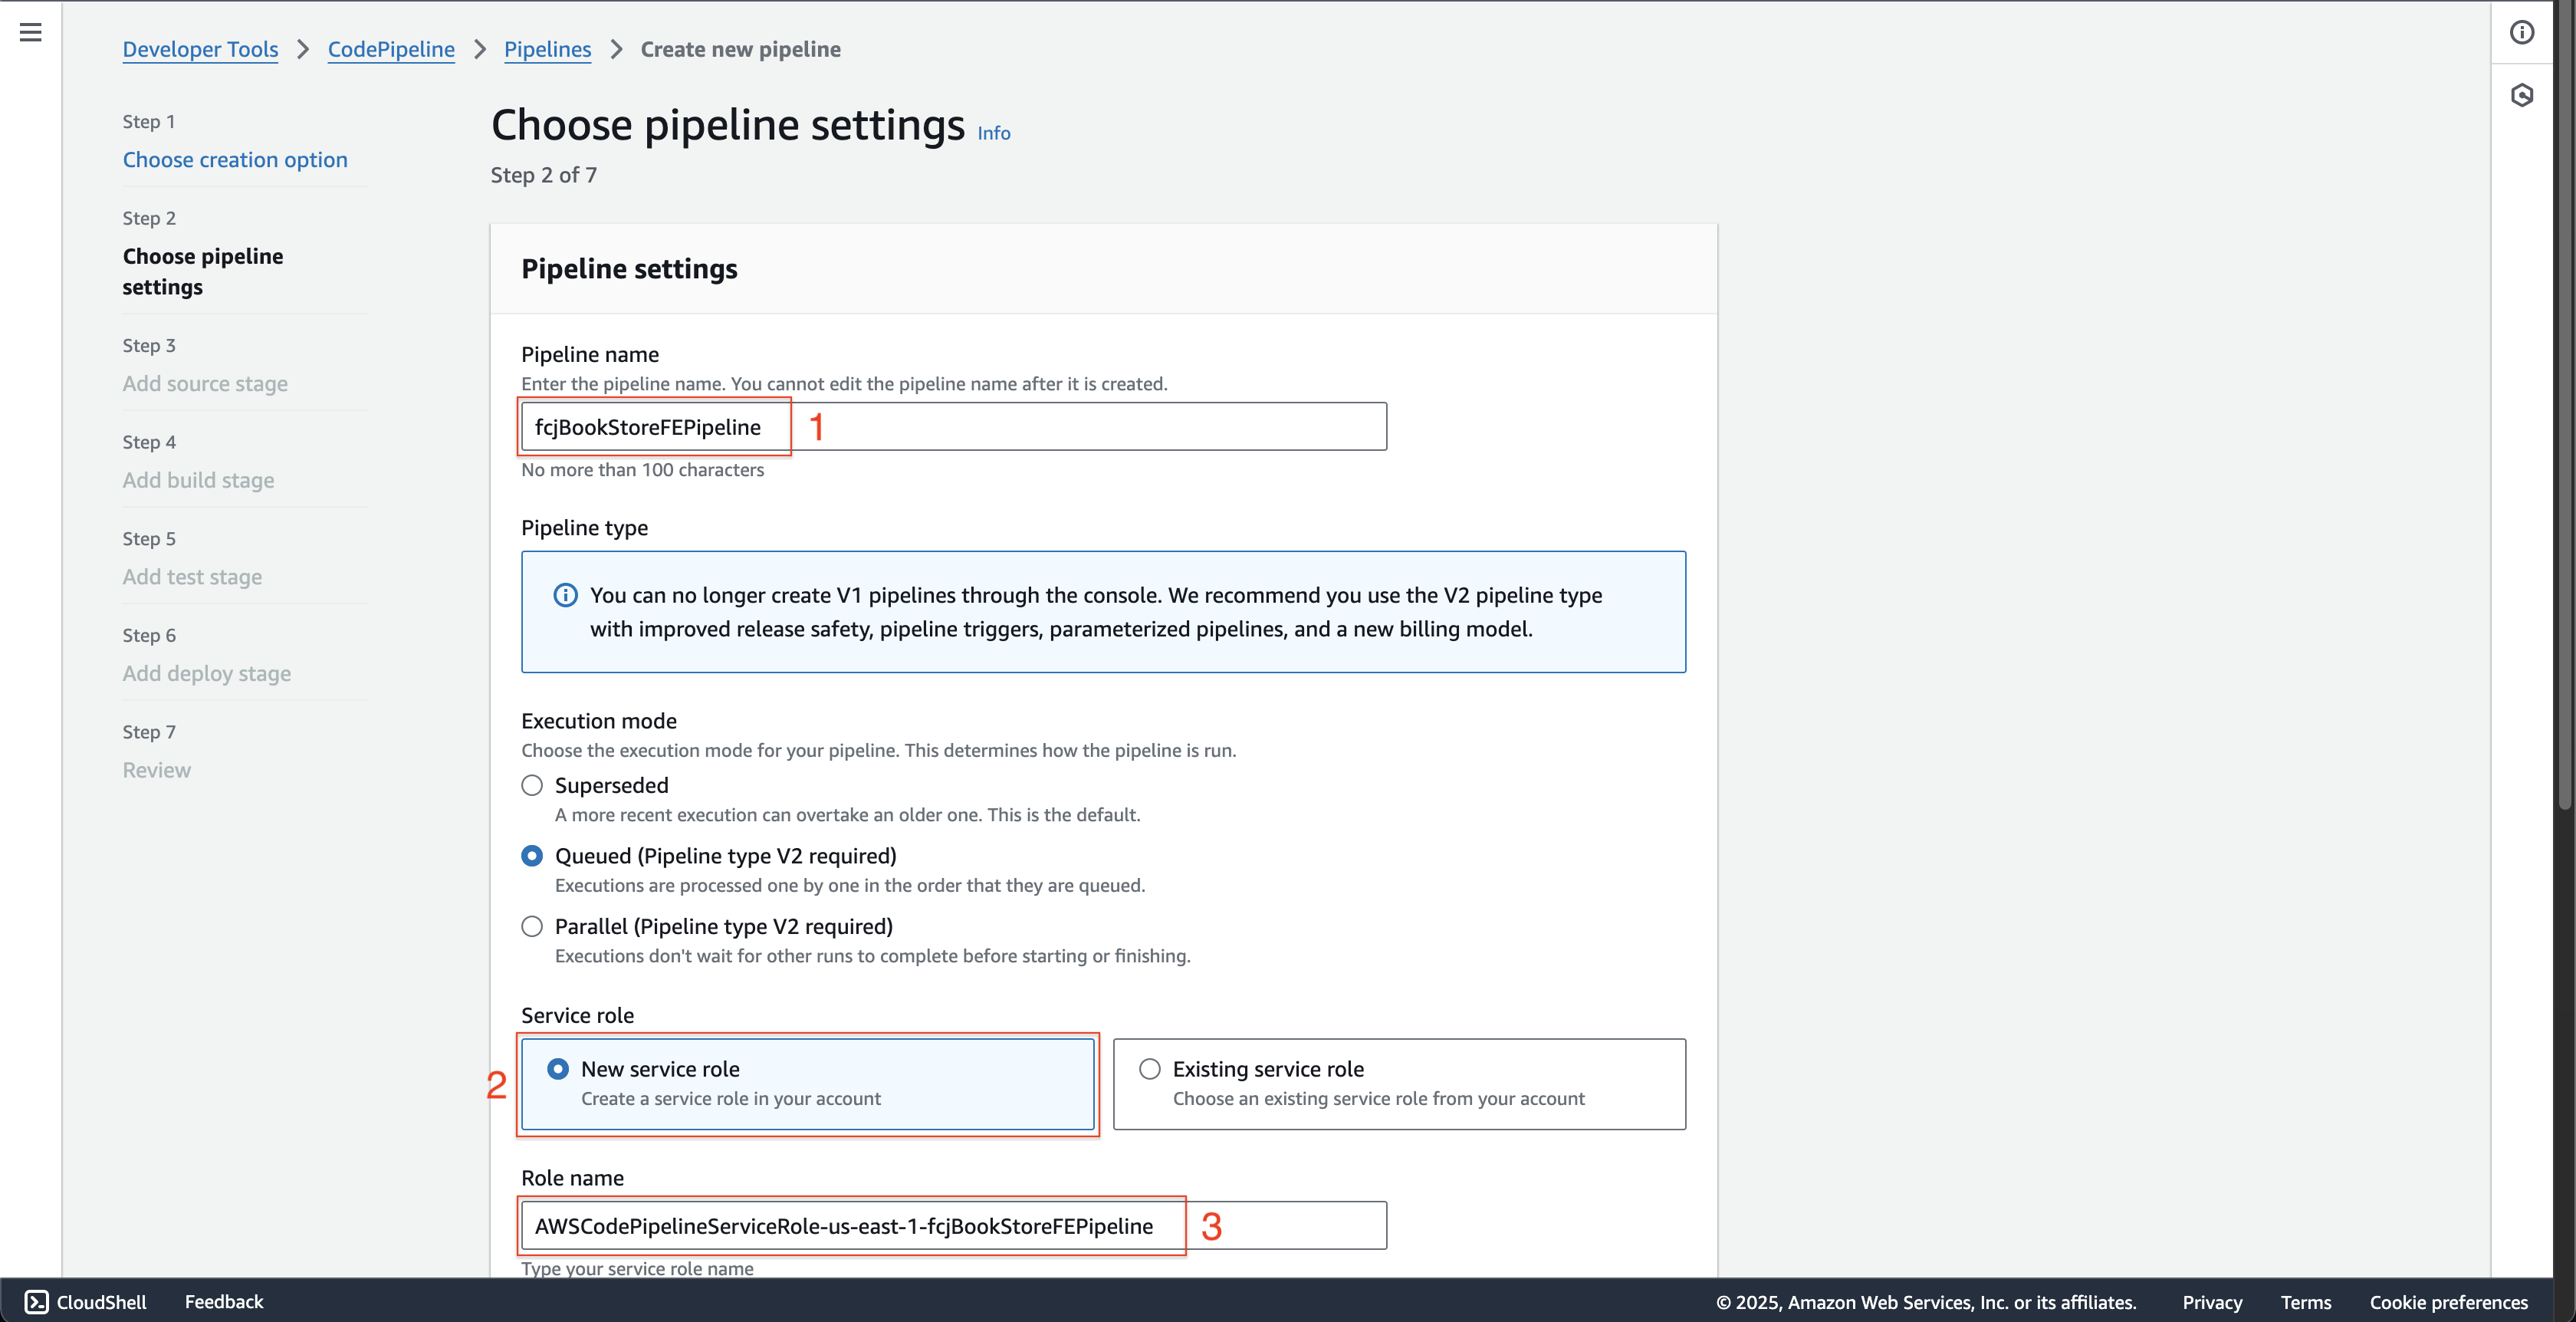 Developer Tools > CodePipeline > Pipelines > Create new pipeline
Step 1
Choose creation option
Step 2
Choose pipeline
settings
Step 3
Add source stage
Step 4
Add build stage
Step 5
Add test stage
Step 6
Add deploy stage
Step 7
Review
Choose pipeline settings Info
Step 2 of 7
Pipeline settings
Pipeline name
Enter the pipeline name. You cannot edit the pipeline name after it is created.
fcjBookStoreFEPipeline 1
No more than 100 characters
Pipeline type
You can no longer create V1 pipelines through the console. We recommend you use the V2 pipeline type
with improved release safety, pipeline triggers, parameterized pipelines, and a new billing model.
Execution mode
Choose the execution mode for your pipeline. This determines how the pipeline is run.
Superseded
A more recent execution can overtake an older one. This is the default.
Queued (Pipeline type V2 required)
Executions are processed one by one in the order that they are queued.
Parallel (Pipeline type V2 required)
Executions don't wait for other runs to complete before starting or finishing.
Service role
2
New service role
Create a service role in your account
Existing service role
Choose an existing service role from your account
Role name
AWSCodePipelineServiceRole-us-east-1-fcjBookStoreFEPipeline 3
Type your service role name
CloudShell Feedback © 2025, Amazon Web Services, Inc. or its affiliates. Privacy Terms Cookie preferences